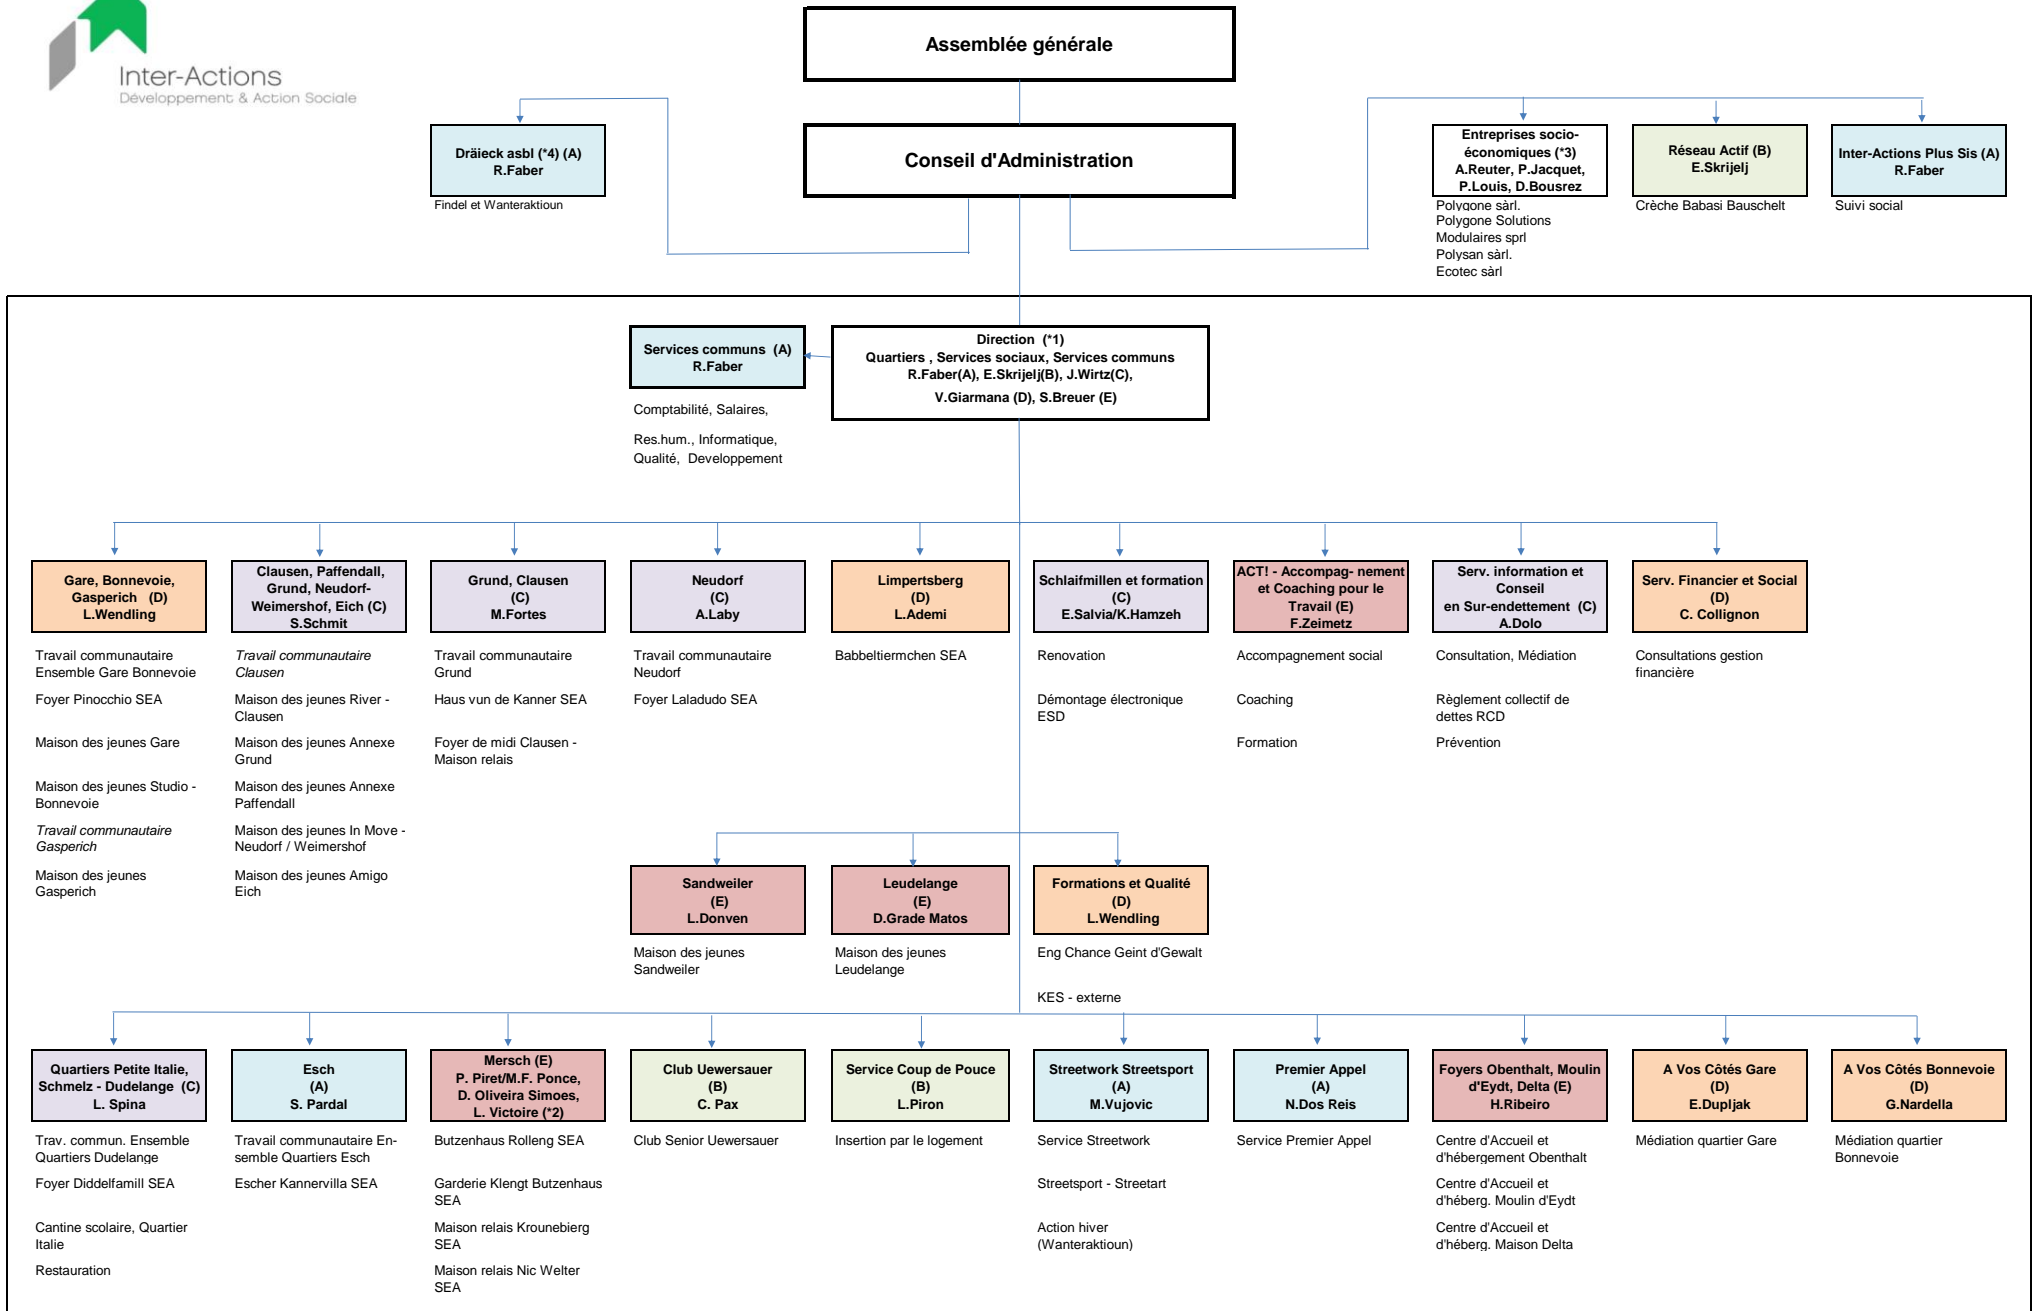 Inter-Actions
Développement & Action Sociale
Assemblée générale
Conseil d'Administration
Dräieck asbl (*4) (A)
R.Faber
Findel et Wanteraktioun
Entreprises socio-
économiques (*3)
A.Reuter, P.Jacquet,
P.Louis, D.Bousrez
Polygone sàrl.
Polygone Solutions
Modulaires sprl
Polysan sàrl.
Ecotec sàrl
Réseau Actif (B)
E.Skrijelj
Crèche Babasi Bauschelt
Inter-Actions Plus Sis (A)
R.Faber
Suivi social
Services communs (A)
R.Faber
Comptabilité, Salaires,
Res.hum., Informatique,
Qualité, Developpement
Direction (*1)
Quartiers , Services sociaux, Services communs
R.Faber(A), E.Skrijelj(B), J.Wirtz(C),
V.Giarmana (D), S.Breuer (E)
Gare, Bonnevoie,
Gasperich (D)
L.Wendling
Travail communautaire
Ensemble Gare Bonnevoie
Foyer Pinocchio SEA
Maison des jeunes Gare
Maison des jeunes Studio -
Bonnevoie
Travail communautaire
Gasperich
Maison des jeunes
Gasperich
Clausen, Paffendall,
Grund, Neudorf-
Weimershof, Eich (C)
S.Schmit
Travail communautaire
Clausen
Maison des jeunes River -
Clausen
Maison des jeunes Annexe
Grund
Maison des jeunes Annexe
Paffendall
Maison des jeunes In Move -
Neudorf / Weimershof
Maison des jeunes Amigo
Eich
Grund, Clausen
(C)
M.Fortes
Travail communautaire
Grund
Haus vun de Kanner SEA
Foyer de midi Clausen -
Maison relais
Neudorf
(C)
A.Laby
Travail communautaire
Neudorf
Foyer Laladudo SEA
Limpertsberg
(D)
L.Ademi
Babbeltiermchen SEA
Schlaifmillen et formation
(C)
E.Salvia/K.Hamzeh
Renovation
Démontage électronique
ESD
ACT! - Accompag- nement
et Coaching pour le
Travail (E)
F.Zeimetz
Accompagnement social
Coaching
Formation
Serv. information et
Conseil
en Sur-endettement (C)
A.Dolo
Consultation, Médiation
Règlement collectif de
dettes RCD
Prévention
Serv. Financier et Social
(D)
C. Collignon
Consultations gestion
financière
Sandweiler
(E)
L.Donven
Maison des jeunes
Sandweiler
Leudelange
(E)
D.Grade Matos
Maison des jeunes
Leudelange
Formations et Qualité
(D)
L.Wendling
Eng Chance Geint d'Gewalt
KES - externe
Quartiers Petite Italie,
Schmelz - Dudelange (C)
L. Spina
Trav. commun. Ensemble
Quartiers Dudelange
Foyer Diddelfamill SEA
Cantine scolaire, Quartier
Italie
Restauration
Esch
(A)
S. Pardal
Travail communautaire En-
semble Quartiers Esch
Escher Kannervilla SEA
Mersch (E)
P. Piret/M.F. Ponce,
D. Oliveira Simoes,
L. Victoire (*2)
Butzenhaus Rolleng SEA
Garderie Klengt Butzenhaus
SEA
Maison relais Krounebierg
SEA
Maison relais Nic Welter
SEA
Club Uewersauer
(B)
C. Pax
Club Senior Uewersauer
Service Coup de Pouce
(B)
L.Piron
Insertion par le logement
Streetwork Streetsport
(A)
M.Vujovic
Service Streetwork
Streetsport - Streetart
Action hiver
(Wanteraktioun)
Premier Appel
(A)
N.Dos Reis
Service Premier Appel
Foyers Obenthalt, Moulin
d'Eydt, Delta (E)
H.Ribeiro
Centre d'Accueil et
d'hébergement Obenthalt
Centre d'Accueil et
d'héberg. Moulin d'Eydt
Centre d'Accueil et
d'héberg. Maison Delta
A Vos Côtés Gare
(D)
E.Dupljak
Médiation quartier Gare
A Vos Côtés Bonnevoie
(D)
G.Nardella
Médiation quartier
Bonnevoie